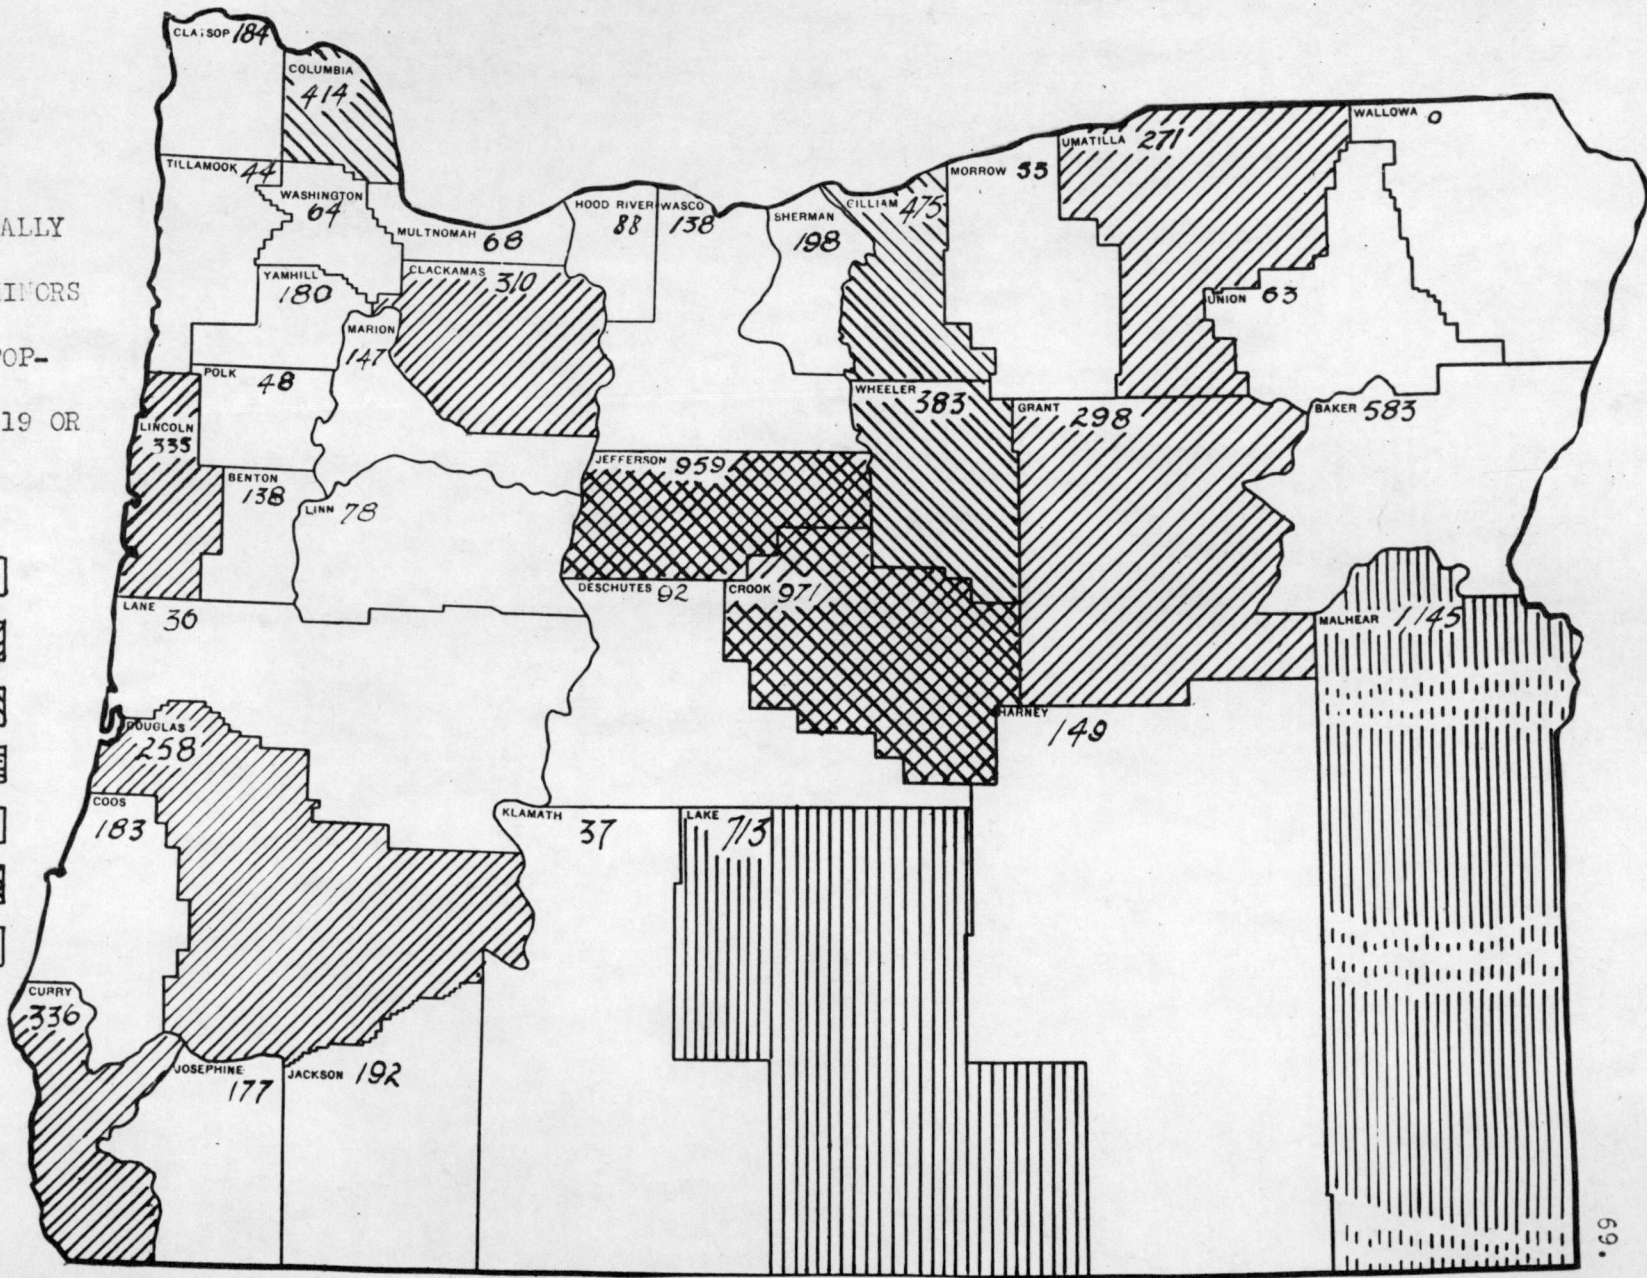 CLATSOP 184
COLUMBIA
414
TILLAMOOK 44
WASHINGTON
64
MULTNOMAH 68
HOOD RIVER
88
WASCO
138
SHERMAN
198
GILLIAM 475
MORROW 55
UMATILLA 271
WALLOWA 0
ALLY
MINORS
POP-
19 OR
YAMHILL
180
CLACKAMAS
310
MARION
147
UNION 63
POLK 48
LINCOLN
335
BENTON
138
LINN 78
JEFFERSON 959
WHEELER 383
GRANT 298
BAKER 583
LANE 36
DESCHUTES 92
CROOK 971
MALHEAR 1145
HARNEY
149
DOUGLAS
258
COOS
183
KLAMATH
37
LAKE 713
CURRY
336
JOSEPHINE
177
JACKSON 192
69.